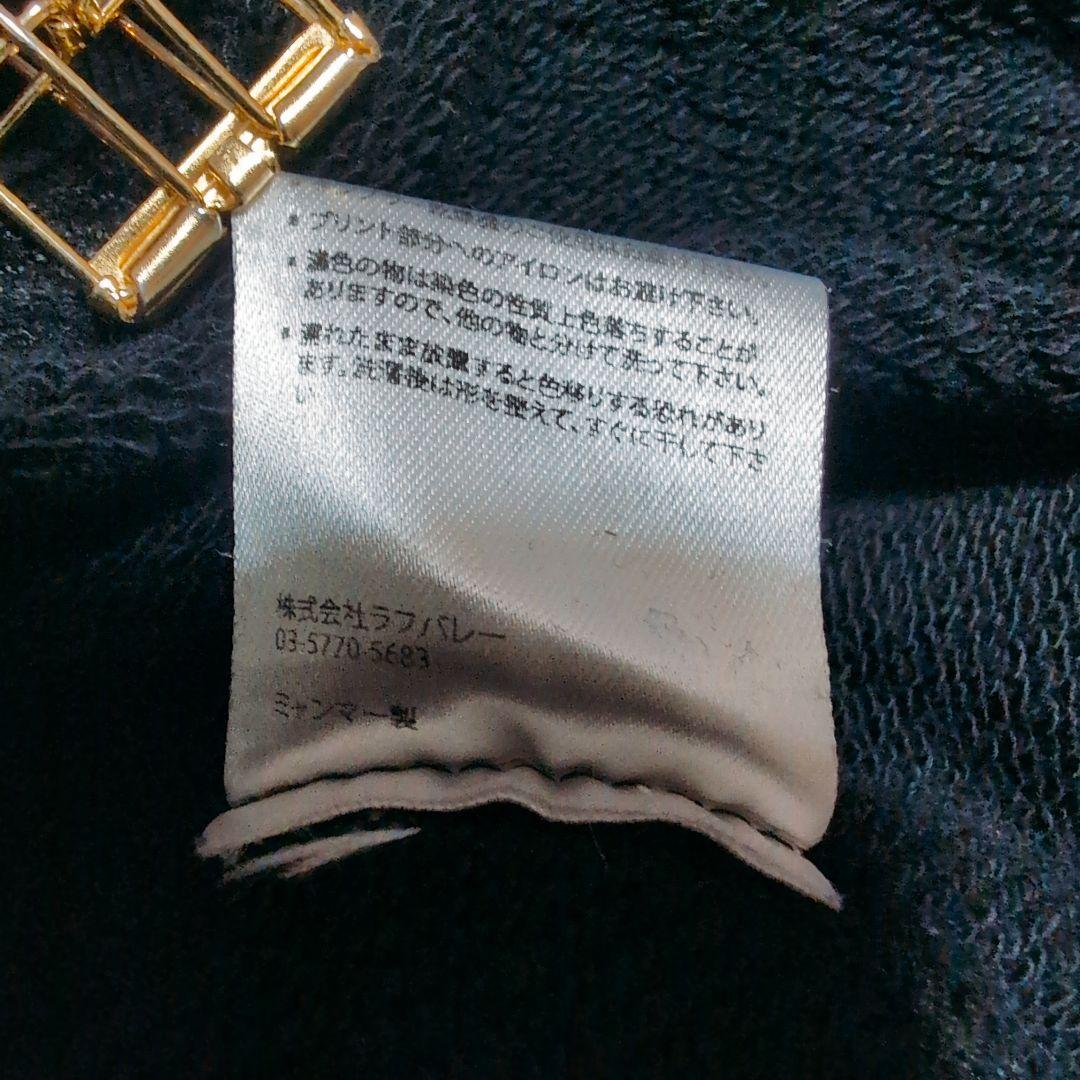 ・プリント部分へのアイロンはお避け下さい。
・濃色の物は染色の性質上色落ちすることが
ありますので、他の物と分けて洗って下さい。
・濡れたまま放置すると色移りする恐れがあり
ます。洗濯後は形を整えて、すぐに干して下さ
い。
株式会社ラフバレー
03-5770-5683
ミャンマー製